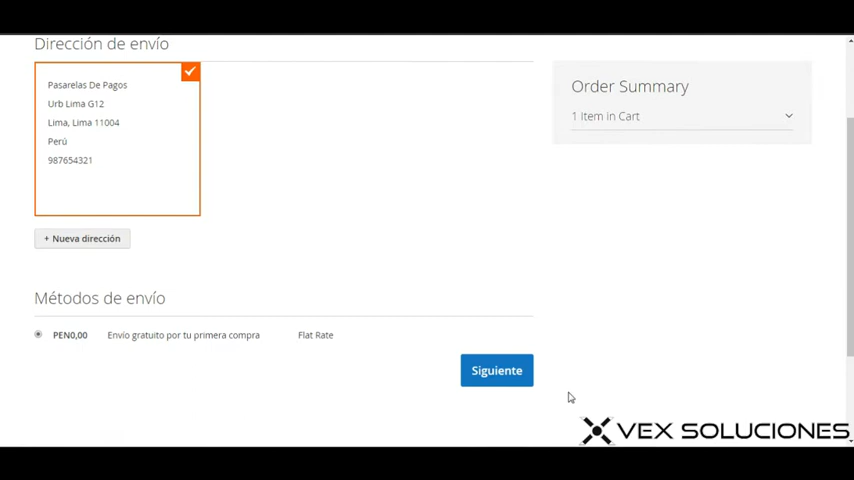 Dirección de envío
Pasarelas De Pagos
Urb Lima G12
Lima, Lima 11004
Perú
987654321
+ Nueva dirección
Order Summary
1 Item in Cart
Métodos de envío
PEN0,00 Envío gratuito por tu primera compra Flat Rate
Siguiente
VEX SOLUCIONES